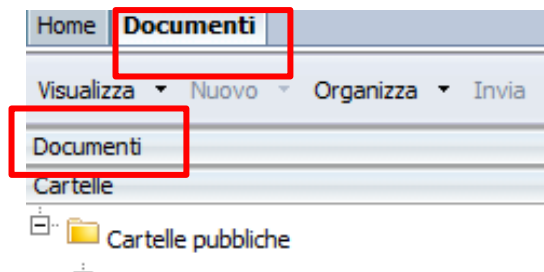 Home Documenti
Visualizza Nuovo Organizza Invia
Documenti
Cartelle
Cartelle pubbliche